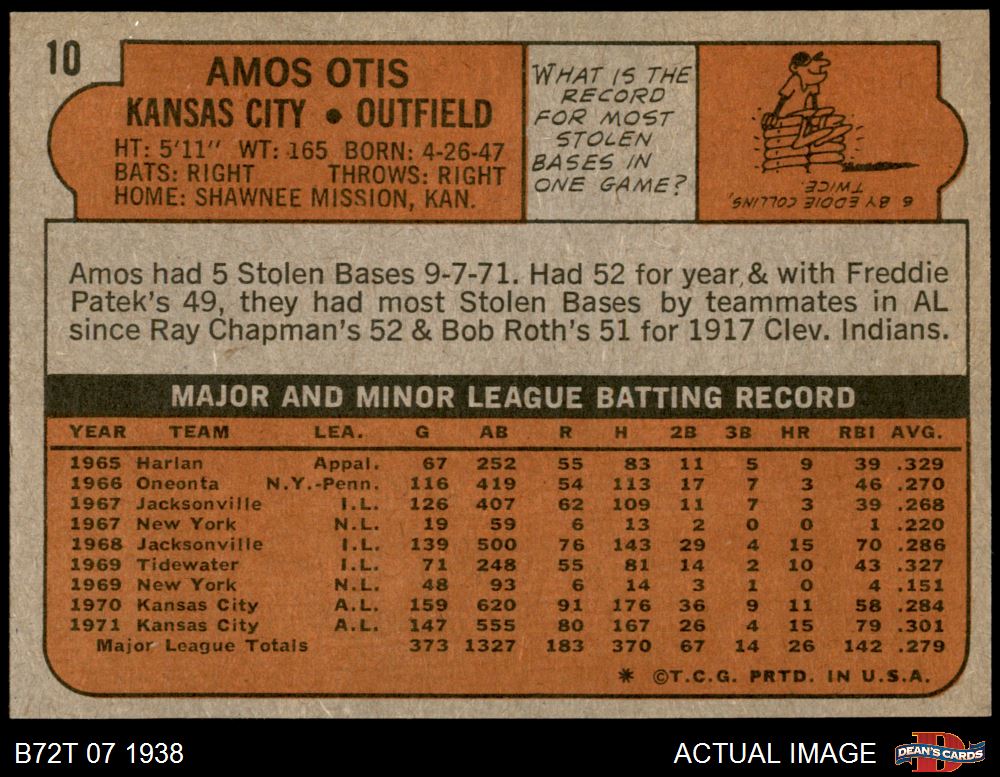 10
AMOS OTIS
KANSAS CITY • OUTFIELD
HT: 5'11" WT: 165 BORN: 4-26-47
BATS: RIGHT THROWS: RIGHT
HOME: SHAWNEE MISSION, KAN.
WHAT IS THE
RECORD
FOR MOST
STOLEN
BASES IN
ONE GAME?
6 BY EDDIE COLLINS,
TWICE.
Amos had 5 Stolen Bases 9-7-71. Had 52 for year, & with Freddie
Patek's 49, they had most Stolen Bases by teammates in AL
since Ray Chapman's 52 & Bob Roth's 51 for 1917 Clev. Indians.
MAJOR AND MINOR LEAGUE BATTING RECORD
YEAR TEAM LEA. G AB R H 2B 3B HR RBI AVG.
1965 Harlan Appal. 67 252 55 83 11 5 9 39 .329
1966 Oneonta N.Y.-Penn. 116 419 54 113 17 7 3 46 .270
1967 Jacksonville I.L. 126 407 62 109 11 7 3 39 .268
1967 New York N.L. 19 59 6 13 2 0 0 1 .220
1968 Jacksonville I.L. 139 500 76 143 29 4 15 70 .286
1969 Tidewater I.L. 71 248 55 81 14 2 10 43 .327
1969 New York N.L. 48 93 6 14 3 1 0 4 .151
1970 Kansas City A.L. 159 620 91 176 36 9 11 58 .284
1971 Kansas City A.L. 147 555 80 167 26 4 15 79 .301
Major League Totals 373 1327 183 370 67 14 26 142 .279
* ©T.C.G. PRTD. IN U.S.A.
B72T 07 1938
ACTUAL IMAGE
D
DEAN'S CARDS